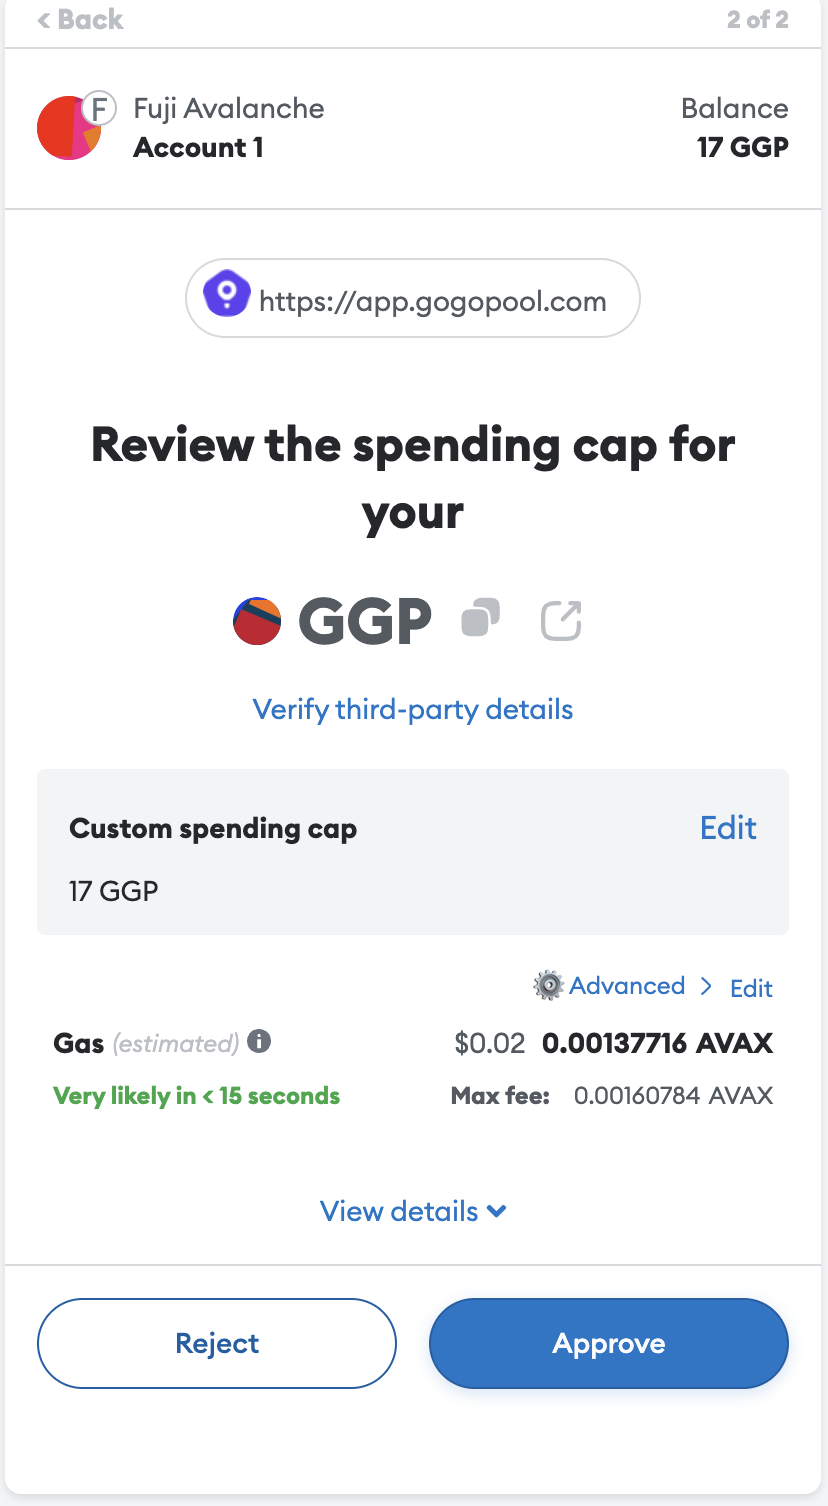 < Back
2 of 2
F
Fuji Avalanche
Balance
Account 1
17 GGP
https://app.gogopool.com
Review the spending cap for
your
GGP
Verify third-party details
Custom spending cap
Edit
17 GGP
Advanced > Edit
Gas (estimated) i
$0.02 0.00137716 AVAX
Very likely in < 15 seconds
Max fee: 0.00160784 AVAX
View details
Reject
Approve